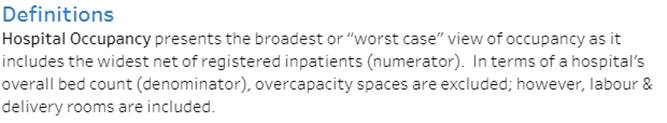 Definitions
Hospital Occupancy presents the broadest or “worst case” view of occupancy as it
includes the widest net of registered inpatients (numerator).  In terms of a hospital’s
overall bed count (denominator), overcapacity spaces are excluded; however, labour &
delivery rooms are included.